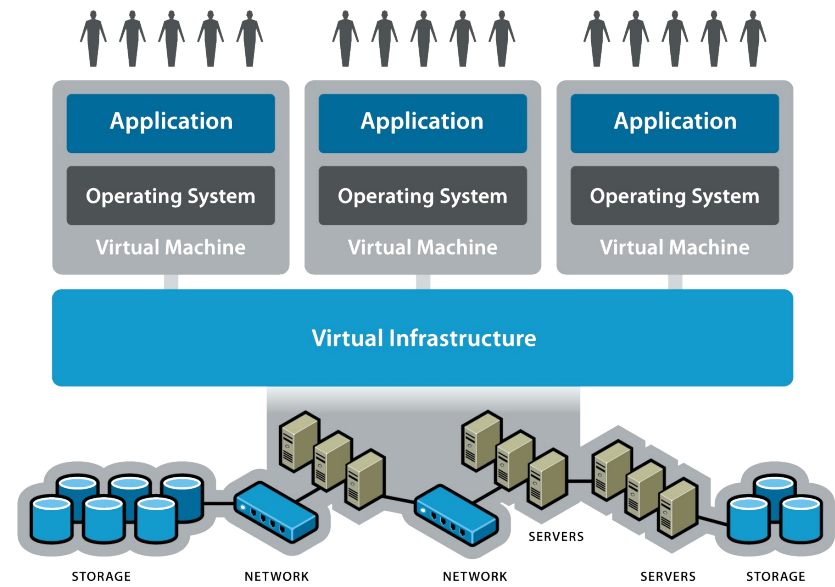 Application
Application
Application
Operating System
Operating System
Operating System
Virtual Machine
Virtual Machine
Virtual Machine
Virtual Infrastructure
SERVERS
STORAGE
NETWORK
NETWORK
SERVERS
STORAGE